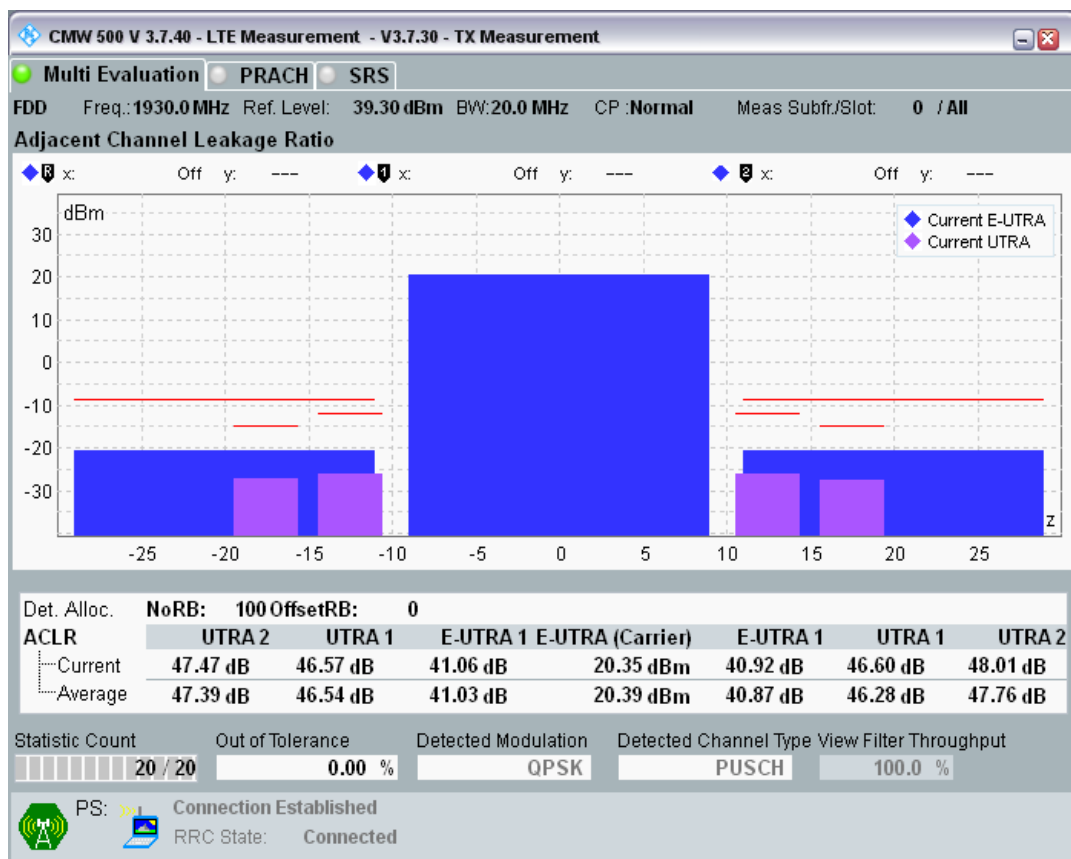 CMW 500 V 3.7.40 - LTE Measurement - V3.7.30 - TX Measurement
Multi Evaluation PRACH SRS
FDD Freq.: 1930.0 MHz Ref. Level: 39.30 dBm BW: 20.0 MHz CP : Normal Meas Subfr./Slot: 0 / All
Adjacent Channel Leakage Ratio
R x: Off y: --- 1 x: Off y: --- 2 x: Off y: ---
dBm
Current E-UTRA
Current UTRA
30
20
10
0
-10
-20
-30
z
-25 -20 -15 -10 -5 0 5 10 15 20 25
Det. Alloc. NoRB: 100 OffsetRB: 0
ACLR UTRA 2 UTRA 1 E-UTRA 1 E-UTRA (Carrier) E-UTRA 1 UTRA 1 UTRA 2
Current 47.47 dB 46.57 dB 41.06 dB 20.35 dBm 40.92 dB 46.60 dB 48.01 dB
Average 47.39 dB 46.54 dB 41.03 dB 20.39 dBm 40.87 dB 46.28 dB 47.76 dB
Statistic Count Out of Tolerance Detected Modulation Detected Channel Type View Filter Throughput
20 / 20 0.00 % QPSK PUSCH 100.0 %
PS: Connection Established
RRC State: Connected